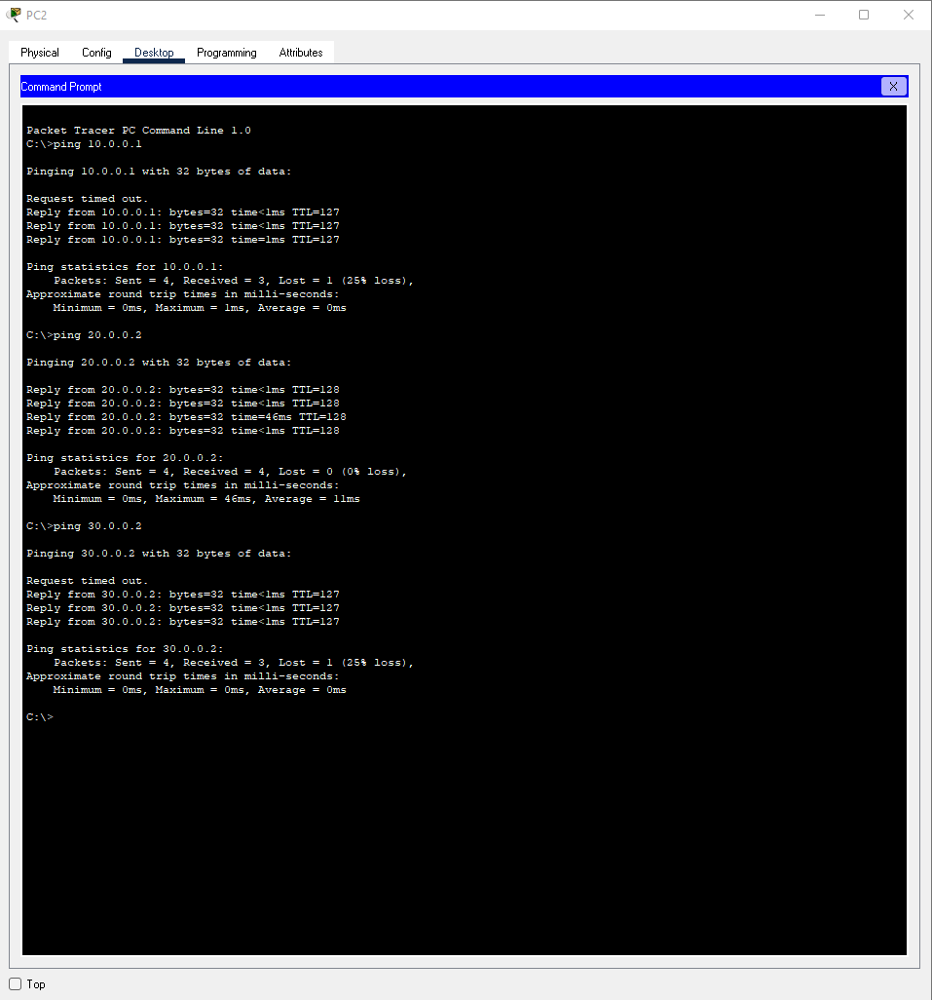 PC2
Physical Config Desktop Programming Attributes
Command Prompt X
Packet Tracer PC Command Line 1.0
C:\>ping 10.0.0.1
Pinging 10.0.0.1 with 32 bytes of data:
Request timed out.
Reply from 10.0.0.1: bytes=32 time<1ms TTL=127
Reply from 10.0.0.1: bytes=32 time<1ms TTL=127
Reply from 10.0.0.1: bytes=32 time=1ms TTL=127
Ping statistics for 10.0.0.1:
    Packets: Sent = 4, Received = 3, Lost = 1 (25% loss),
Approximate round trip times in milli-seconds:
    Minimum = 0ms, Maximum = 1ms, Average = 0ms
C:\>ping 20.0.0.2
Pinging 20.0.0.2 with 32 bytes of data:
Reply from 20.0.0.2: bytes=32 time<1ms TTL=128
Reply from 20.0.0.2: bytes=32 time<1ms TTL=128
Reply from 20.0.0.2: bytes=32 time=46ms TTL=128
Reply from 20.0.0.2: bytes=32 time<1ms TTL=128
Ping statistics for 20.0.0.2:
    Packets: Sent = 4, Received = 4, Lost = 0 (0% loss),
Approximate round trip times in milli-seconds:
    Minimum = 0ms, Maximum = 46ms, Average = 11ms
C:\>ping 30.0.0.2
Pinging 30.0.0.2 with 32 bytes of data:
Request timed out.
Reply from 30.0.0.2: bytes=32 time<1ms TTL=127
Reply from 30.0.0.2: bytes=32 time<1ms TTL=127
Reply from 30.0.0.2: bytes=32 time<1ms TTL=127
Ping statistics for 30.0.0.2:
    Packets: Sent = 4, Received = 3, Lost = 1 (25% loss),
Approximate round trip times in milli-seconds:
    Minimum = 0ms, Maximum = 0ms, Average = 0ms
C:\>
Top